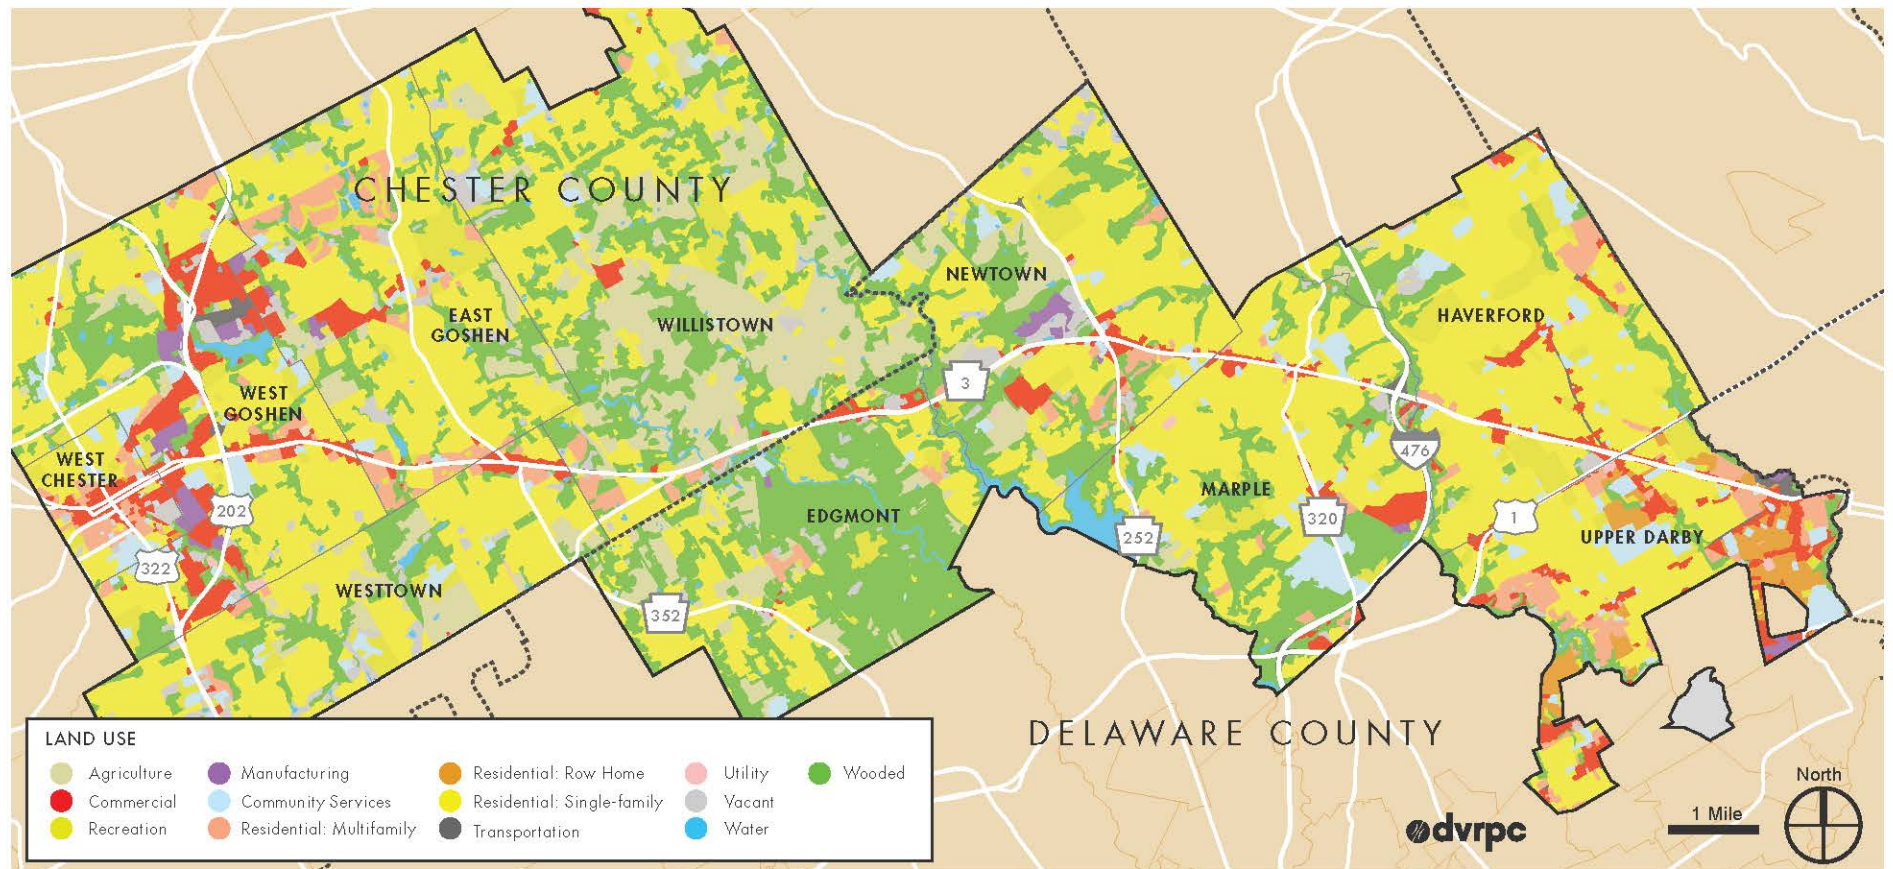 CHESTER COUNTY
NEWTOWN
HAVERFORD
EAST
GOSHEN
WILLISTOWN
3
WEST
GOSHEN
WEST
CHESTER
476
MARPLE
202
EDGMONT
320
1
252
UPPER DARBY
322
WESTTOWN
352
DELAWARE COUNTY
LAND USE
Agriculture
Commercial
Recreation
Manufacturing
Community Services
Residential: Multifamily
Residential: Row Home
Residential: Single-family
Transportation
Utility
Vacant
Water
Wooded
dvrpc
1 Mile
North